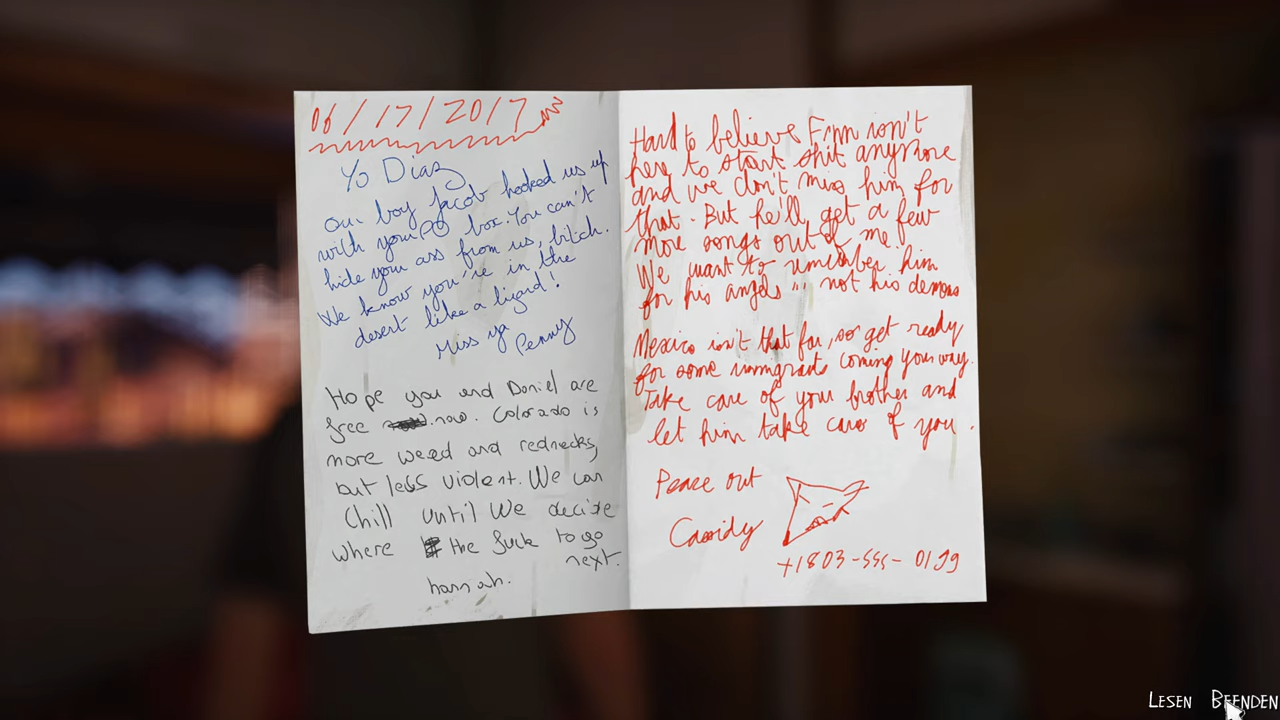 06/17/2017
Yo Diaz
Our boy Jacob hooked us up
with your PO box. You can't
hide your ass from us, bitch.
We know you're in the
desert like a lizard!
Miss ya
Penny
Hope you and Daniel are
free now. Colorado is
more weed and rednecks,
but less violent. We can
Chill until We decide
where the fuck to go
next.
hannah.
Hard to believe Finn isn't
here to start shit anymore
and we don't miss him for
that. But he'll get a few
more songs out of me.
We want to remember him
for his angels... not his demons
Mexico isn't that far, so get ready
for some immigrants coming your way.
Take care of your brother and
let him take care of you.
Peace out
Cassidy
+1803-555-0199
LESEN BEENDEN